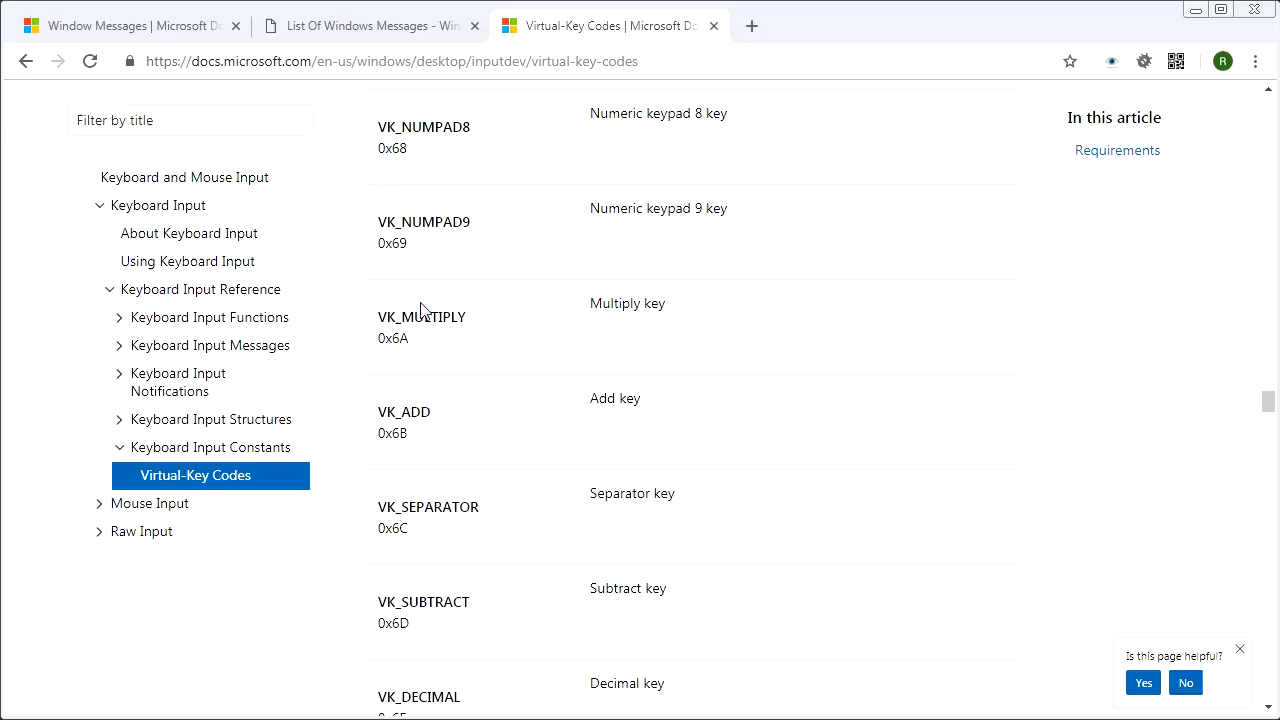 Window Messages | Microsoft Do
List Of Windows Messages - Win
Virtual-Key Codes | Microsoft Do
https://docs.microsoft.com/en-us/windows/desktop/inputdev/virtual-key-codes
R
Filter by title
Keyboard and Mouse Input
Keyboard Input
About Keyboard Input
Using Keyboard Input
Keyboard Input Reference
Keyboard Input Functions
Keyboard Input Messages
Keyboard Input
Notifications
Keyboard Input Structures
Keyboard Input Constants
Virtual-Key Codes
Mouse Input
Raw Input
VK_NUMPAD8
0x68
Numeric keypad 8 key
VK_NUMPAD9
0x69
Numeric keypad 9 key
VK_MULTIPLY
0x6A
Multiply key
VK_ADD
0x6B
Add key
VK_SEPARATOR
0x6C
Separator key
VK_SUBTRACT
0x6D
Subtract key
VK_DECIMAL
Decimal key
In this article
Requirements
Is this page helpful?
Yes
No